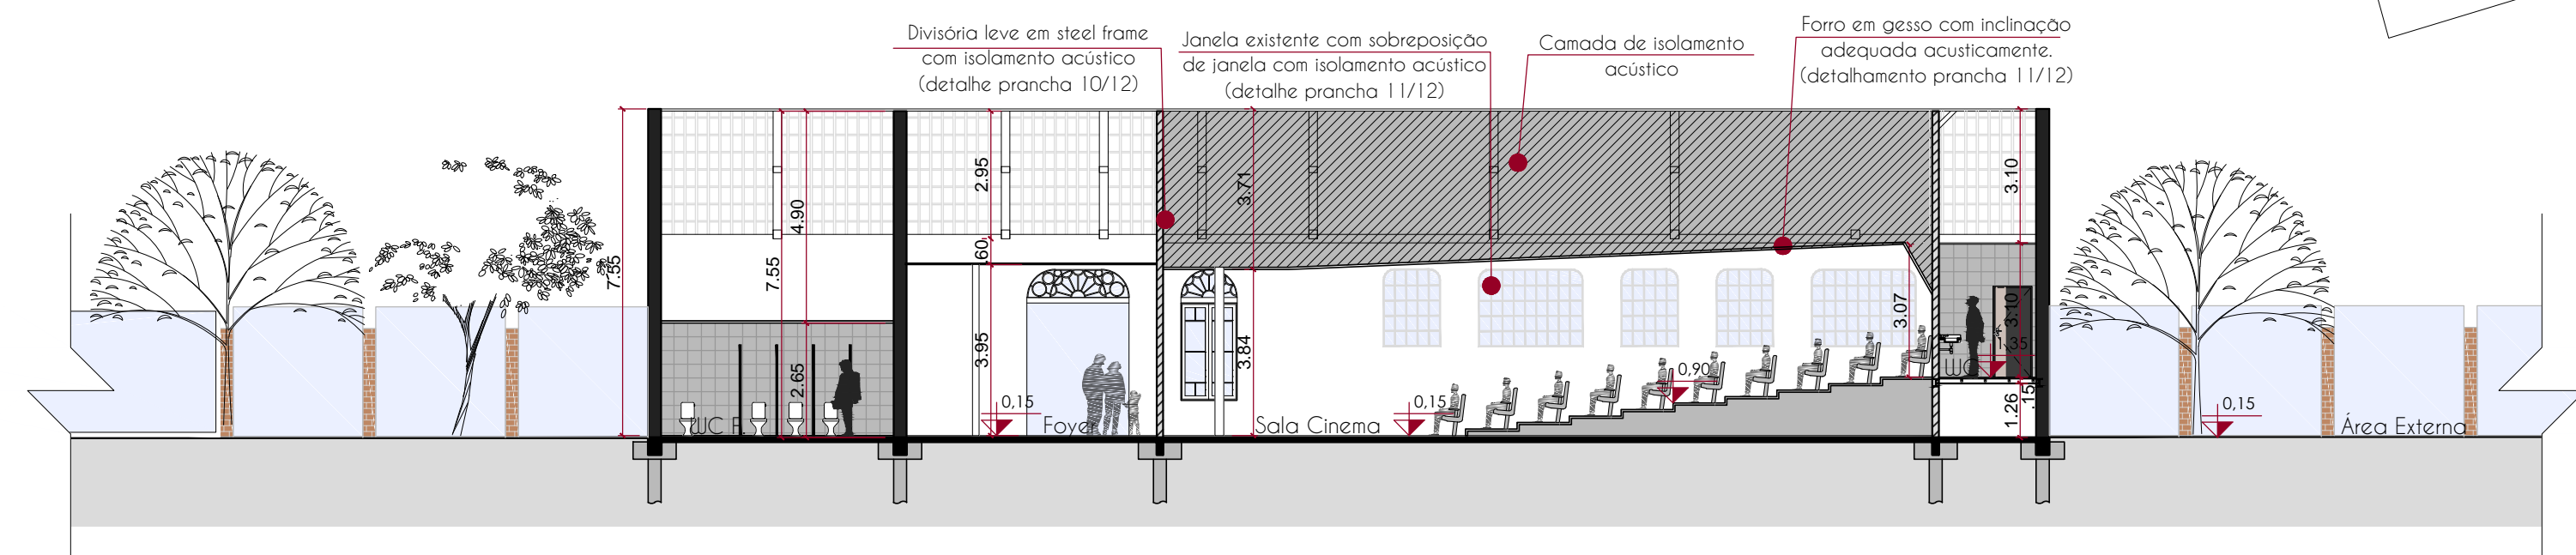 Divisória leve em steel frame
com isolamento acústico
(detalhe prancha 10/12)
Janela existente com sobreposição
de janela com isolamento acústico
(detalhe prancha 11/12)
Camada de isolamento
acústico
Forro em gesso com inclinação
adequada acusticamente.
(detalhamento prancha 11/12)
7.55
7.55
4.90
2.65
2.95
.60
3.95
3.71
3.84
3.07
3.10
3.10
1.26
.15
WC F.
0,15
Foyer
Sala Cinema
0,15
0,90
WC
1,35
0,15
Área Externa